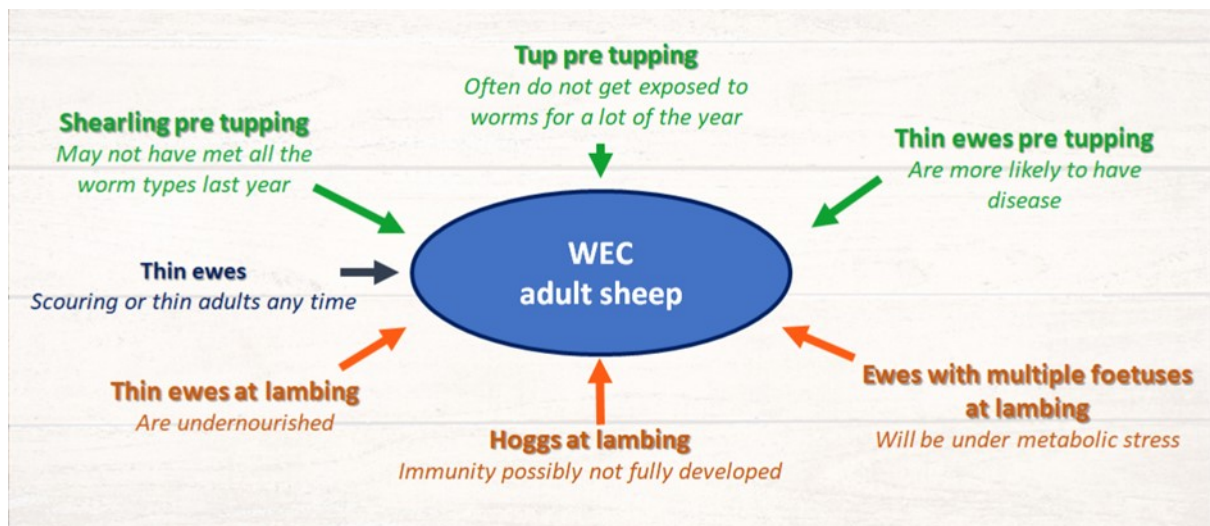 Tup pre tupping
Often do not get exposed to
worms for a lot of the year
Shearling pre tupping
May not have met all the
worm types last year
Thin ewes pre tupping
Are more likely to have
disease
WEC
adult sheep
Thin ewes
Scouring or thin adults any time
Thin ewes at lambing
Are undernourished
Hoggs at lambing
Immunity possibly not fully developed
Ewes with multiple foetuses
at lambing
Will be under metabolic stress